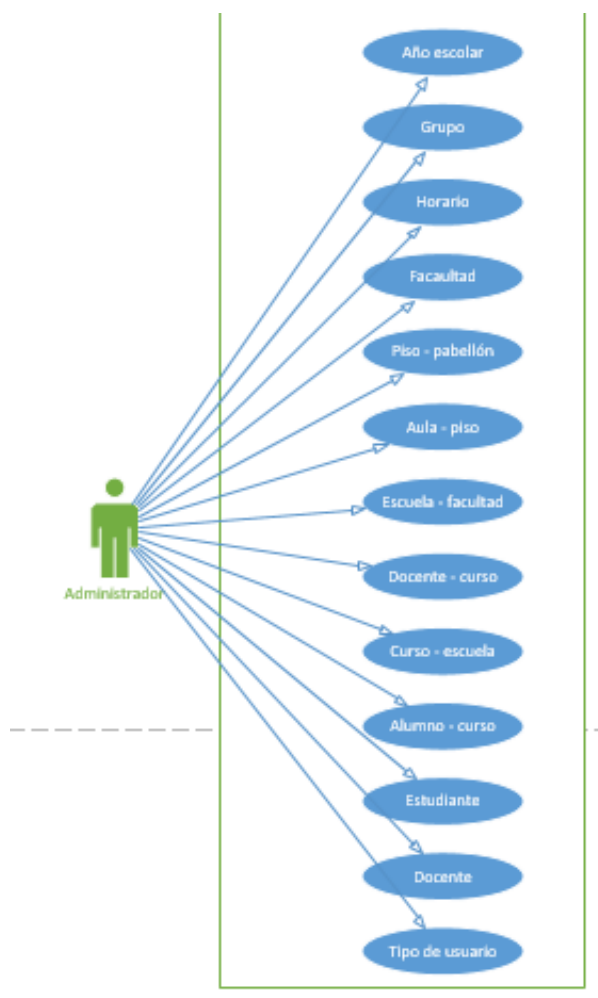 Año escolar
Grupo
Horario
Facaultad
Piso - pabellón
Aula - piso
Escuela - facultad
Docente - curso
Administrador
Curso - escuela
Alumno - curso
Estudiante
Docente
Tipo de usuario